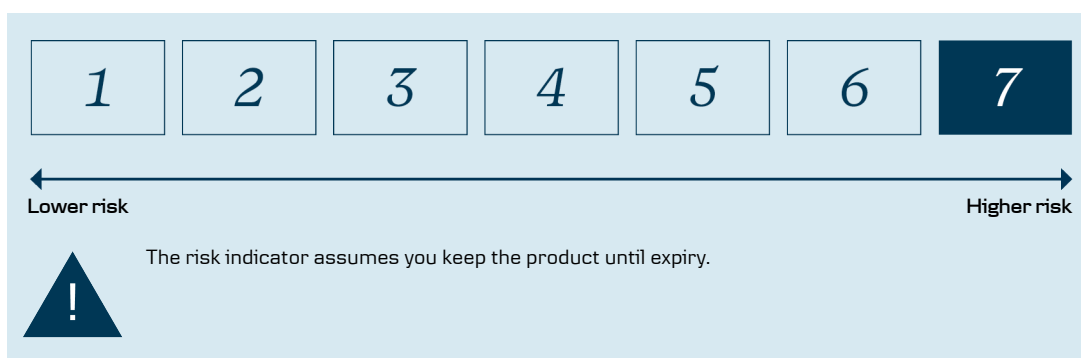 1 2 3 4 5 6 7
Lower risk Higher risk
The risk indicator assumes you keep the product until expiry.
!